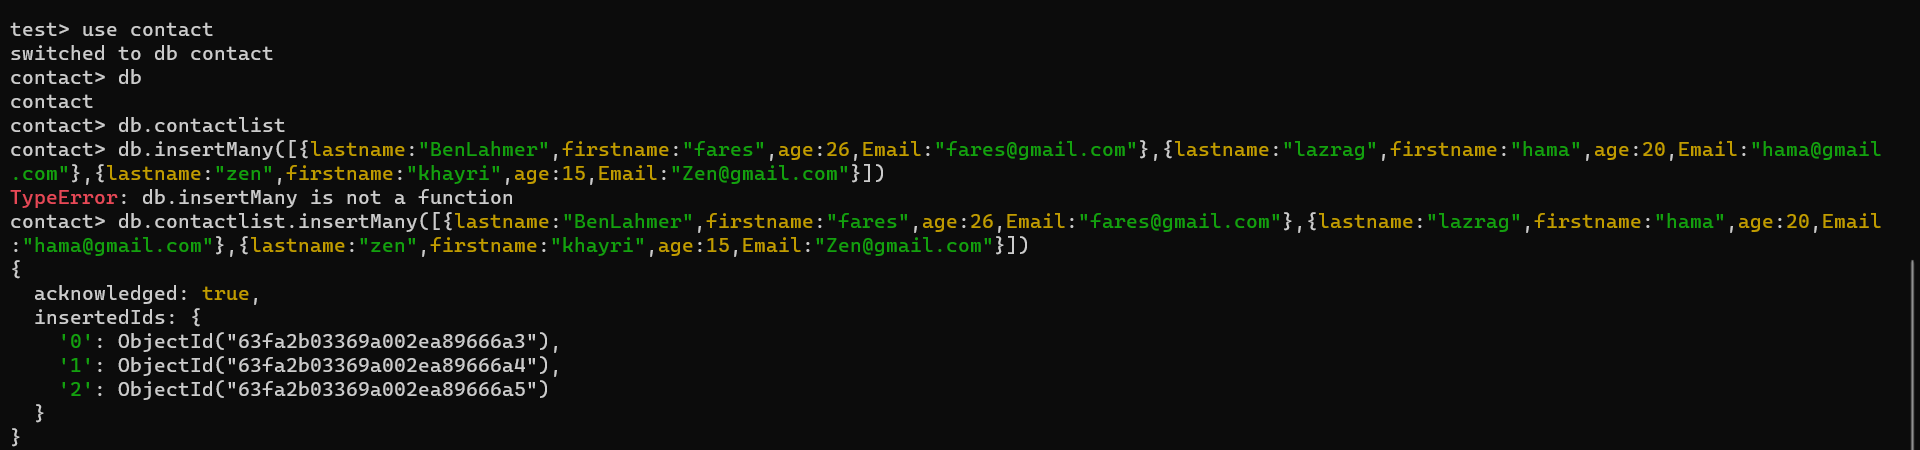 test> use contact
switched to db contact
contact> db
contact
contact> db.contactlist
contact> db.insertMany([{lastname:"BenLahmer",firstname:"fares",age:26,Email:"fares@gmail.com"},{lastname:"lazrag",firstname:"hama",age:20,Email:"hama@gmail
.com"},{lastname:"zen",firstname:"khayri",age:15,Email:"Zen@gmail.com"}])
TypeError: db.insertMany is not a function
contact> db.contactlist.insertMany([{lastname:"BenLahmer",firstname:"fares",age:26,Email:"fares@gmail.com"},{lastname:"lazrag",firstname:"hama",age:20,Email
:"hama@gmail.com"},{lastname:"zen",firstname:"khayri",age:15,Email:"Zen@gmail.com"}])
{
  acknowledged: true,
  insertedIds: {
    '0': ObjectId("63fa2b03369a002ea89666a3"),
    '1': ObjectId("63fa2b03369a002ea89666a4"),
    '2': ObjectId("63fa2b03369a002ea89666a5")
  }
}